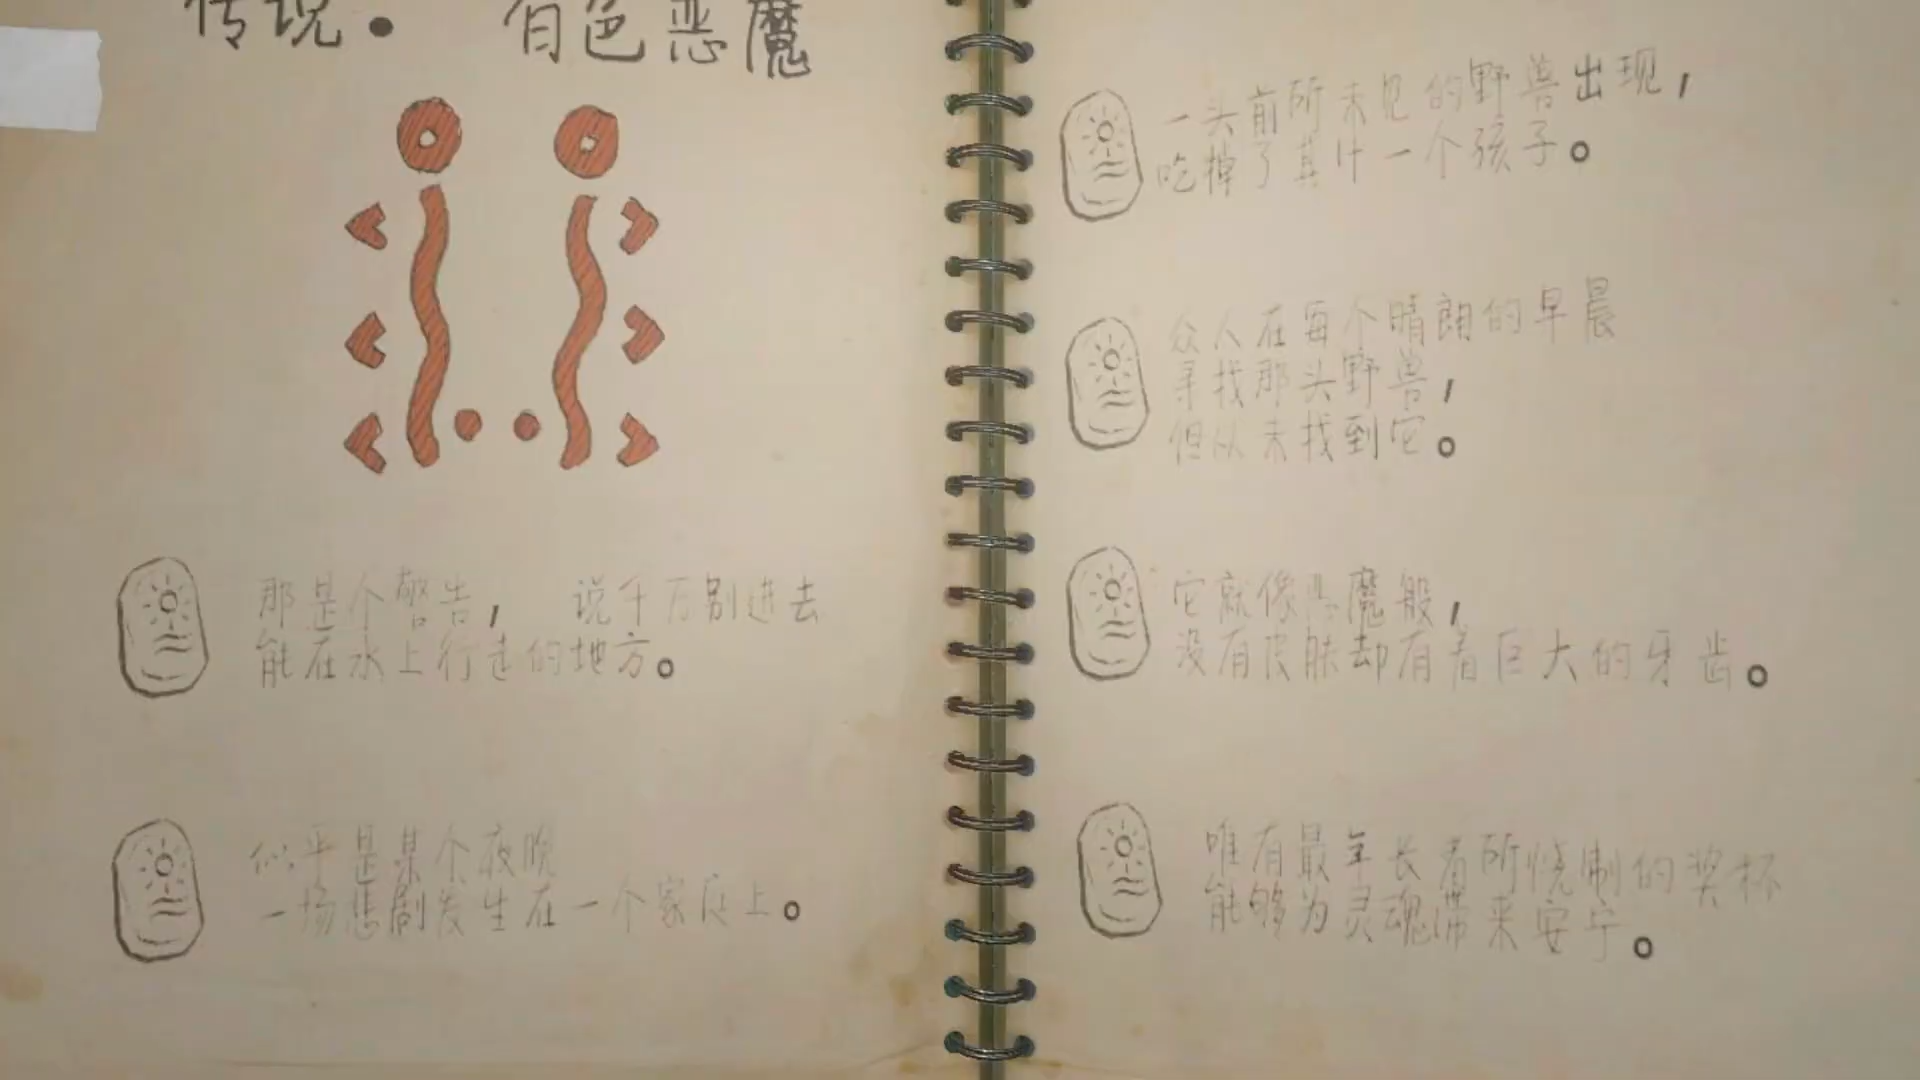 传说. 白色恶魔
那是个警告, 说千万别进去
能在水上行走的地方。
似乎是某个夜晚
一场悲剧发生在一个家庭上。
一头前所未见的野兽出现,
吃掉了其中一个孩子。
众人在每个晴朗的早晨
寻找那头野兽,
但从未找到它。
它就像恶魔般,
没有皮肤却有着巨大的牙齿。
唯有最年长者所烧制的奖杯
能够为灵魂带来安宁。